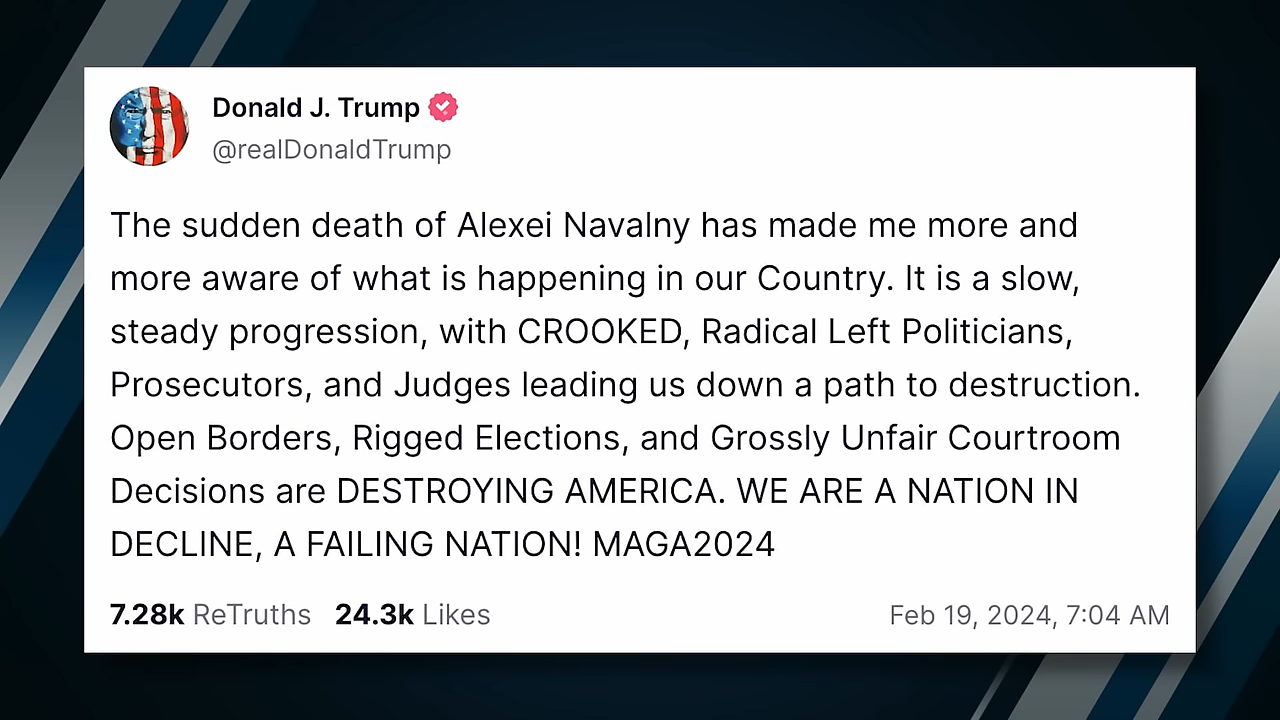 Donald J. Trump
@realDonaldTrump
The sudden death of Alexei Navalny has made me more and
more aware of what is happening in our Country. It is a slow,
steady progression, with CROOKED, Radical Left Politicians,
Prosecutors, and Judges leading us down a path to destruction.
Open Borders, Rigged Elections, and Grossly Unfair Courtroom
Decisions are DESTROYING AMERICA. WE ARE A NATION IN
DECLINE, A FAILING NATION! MAGA2024
7.28k ReTruths 24.3k Likes Feb 19, 2024, 7:04 AM